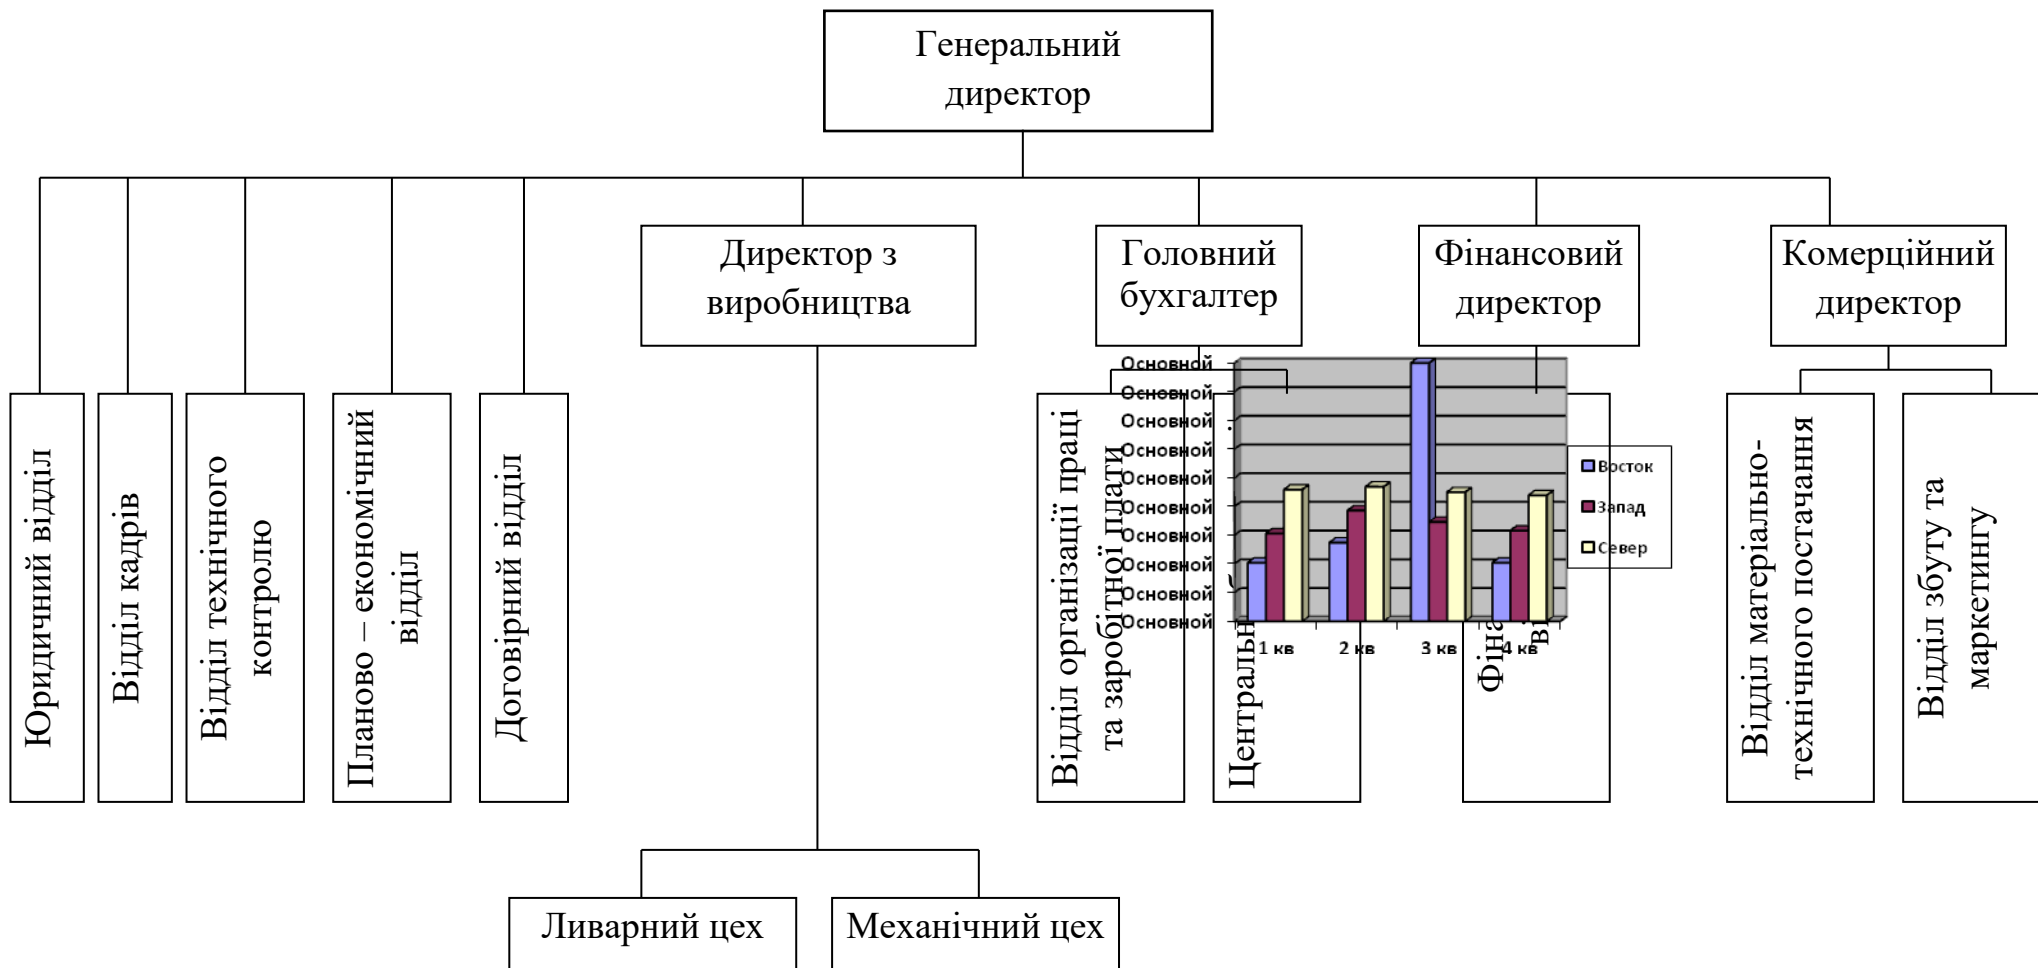 Генеральний
директор
Директор з
виробництва
Головний
бухгалтер
Фінансовий
директор
Комерційний
директор
Юридичний відділ
Відділ кадрів
Відділ технічного
контролю
Планово – економічний
відділ
Договірний відділ
Відділ організації праці
та заробітної плати
Основной
Основной
Основной
Основной
Основной
Основной
Основной
Основной
Основной
Основной
1 кв
2 кв
3 кв
4 кв
Восток
Запад
Север
Відділ матеріально-
технічного постачання
Відділ збуту та
маркетингу
Ливарний цех
Механічний цех